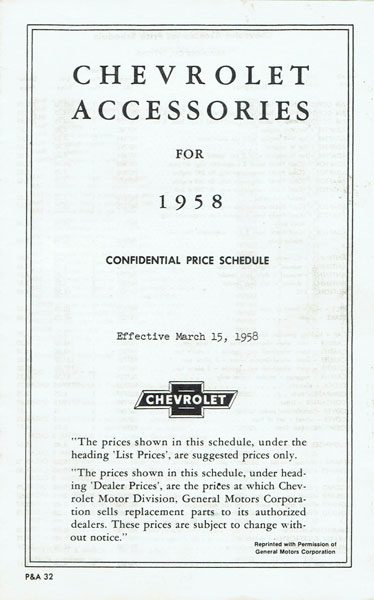 CHEVROLET
ACCESSORIES
FOR
1958
CONFIDENTIAL PRICE SCHEDULE
Effective March 15, 1958
CHEVROLET
"The prices shown in this schedule, under the
heading 'List Prices', are suggested prices only.
"The prices shown in this schedule, under head-
ing 'Dealer Prices', are the prices at which Chev-
rolet Motor Division, General Motors Corpora-
tion sells replacement parts to its authorized
dealers. These prices are subject to change with-
out notice."
Reprinted with Permission of
General Motors Corporation
P&A 32